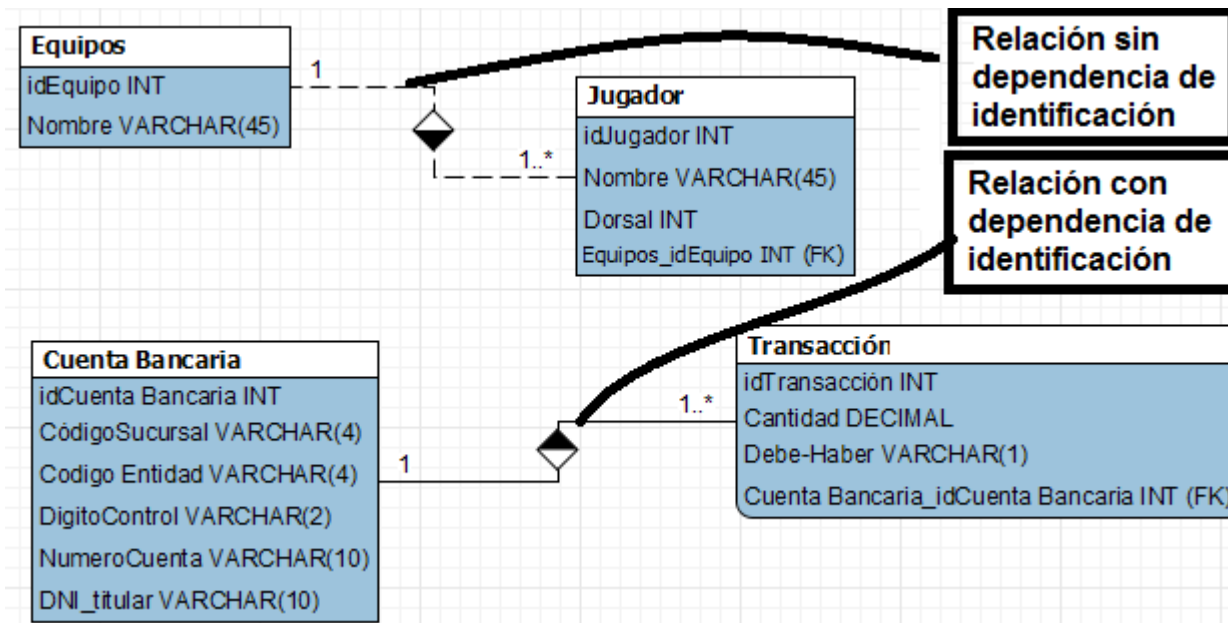 Equipos
idEquipo INT
Nombre VARCHAR(45)
1
1..*
Jugador
idJugador INT
Nombre VARCHAR(45)
Dorsal INT
Equipos_idEquipo INT (FK)
Relación sin
dependencia de
identificación
Relación con
dependencia de
identificación
Cuenta Bancaria
idCuenta Bancaria INT
CódigoSucursal VARCHAR(4)
Codigo Entidad VARCHAR(4)
DigitoControl VARCHAR(2)
NumeroCuenta VARCHAR(10)
DNI_titular VARCHAR(10)
1
1..*
Transacción
idTransacción INT
Cantidad DECIMAL
Debe-Haber VARCHAR(1)
Cuenta Bancaria_idCuenta Bancaria INT (FK)